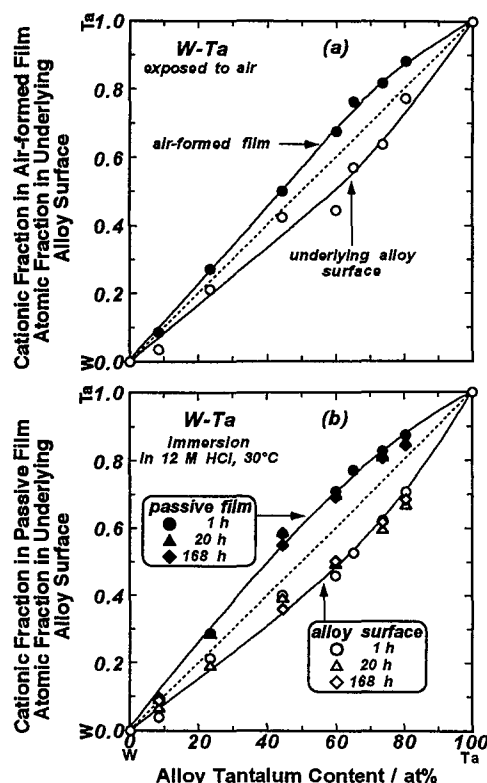 Ta
1.0
0.8
0.6
0.4
0.2
W
0.0
Cationic Fraction in Air-formed Film
Atomic Fraction in Underlying
Alloy Surface
W-Ta
exposed to air
(a)
air-formed film
underlying alloy
surface
Ta
1.0
0.8
0.6
0.4
0.2
W
0.0
Cationic Fraction in Passive Film
Atomic Fraction in Underlying
Alloy Surface
W-Ta
(b)
immersion
in 12 M HCl, 30°C
passive film
1 h
20 h
168 h
alloy surface
1 h
20 h
168 h
0 20 40 60 80 100
W Ta
Alloy Tantalum Content / at%